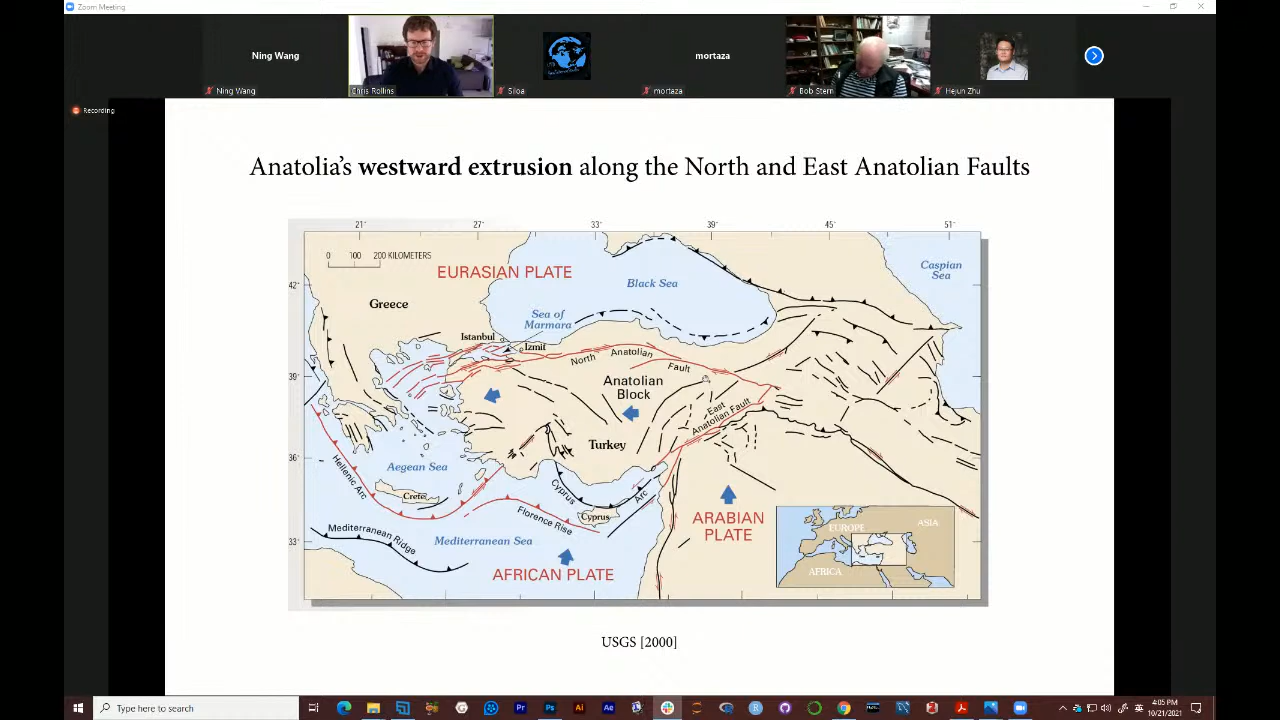 Zoom Meeting
Ning Wang
mortaza
Ning Wang
Chris Rollins
Siloa
mortaza
Bob Stern
Hejun Zhu
Recording
Anatolia's westward extrusion along the North and East Anatolian Faults
21° 27° 33° 39° 45° 51°
0 100 200 KILOMETERS
EURASIAN PLATE
Caspian
Sea
42°
Black Sea
Greece
Sea of
Marmara
Istanbul
Izmit
North Anatolian Fault
39°
Anatolian
Block
East
Anatolian Fault
Turkey
36°
Aegean Sea
Hellenic Arc
Crete
Cyprus Arc
Florence Rise
Cyprus
ARABIAN
PLATE
Mediterranean Ridge
33°
Mediterranean Sea
AFRICAN PLATE
EUROPE
ASIA
AFRICA
USGS [2000]
Type here to search
Pr
Ps
Ai
Ae
R
4:05 PM
10/21/2021